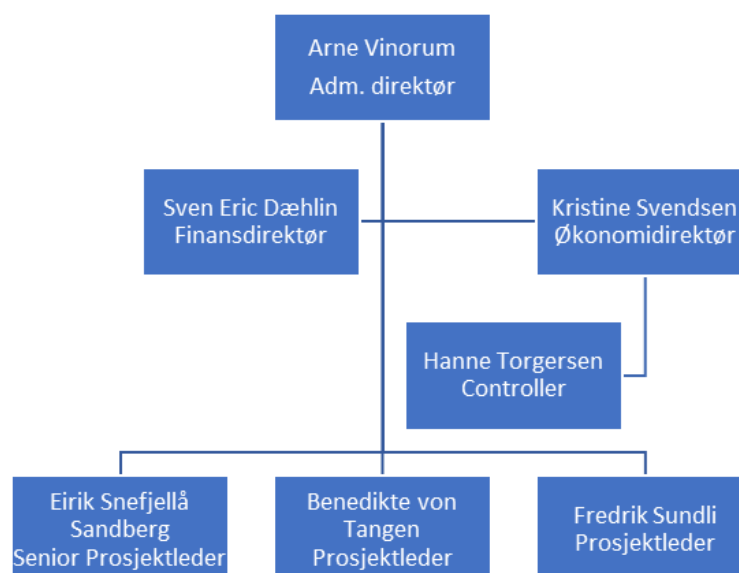 Arne Vinorum
Adm. direktør
Sven Eric Dæhlin
Finansdirektør
Kristine Svendsen
Økonomidirektør
Hanne Torgersen
Controller
Eirik Snefjellå
Sandberg
Senior Prosjektleder
Benedikte von
Tangen
Prosjektleder
Fredrik Sundli
Prosjektleder